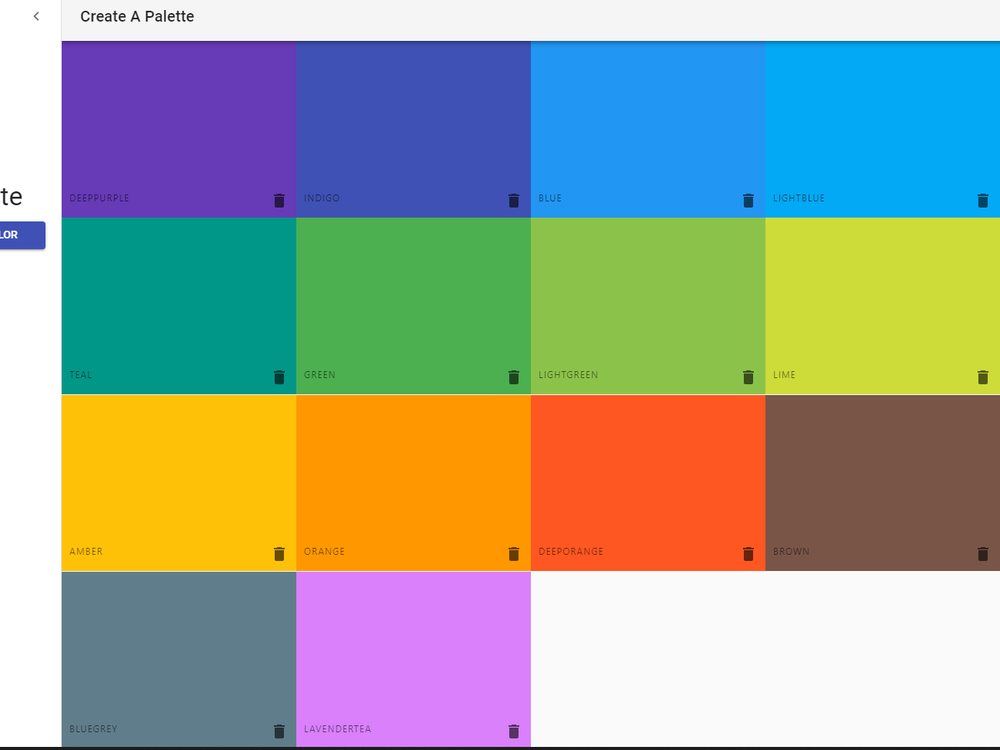 Create A Palette
te
LOR
DEEPPURPLE
INDIGO
BLUE
LIGHTBLUE
TEAL
GREEN
LIGHTGREEN
LIME
AMBER
ORANGE
DEEPORANGE
BROWN
BLUEGREY
LAVENDERTEA